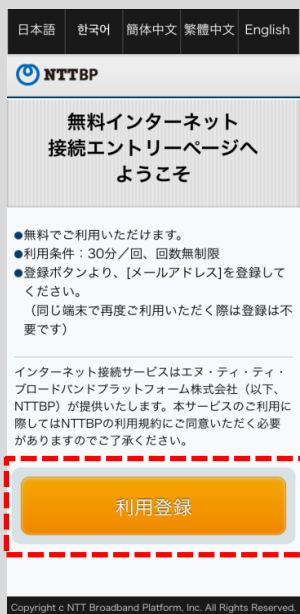 日本語 한국어 簡体中文 繁體中文 English
NTTBP
無料インターネット
接続エントリーページへ
ようこそ
●無料でご利用いただけます。
●利用条件：30分／回、回数無制限
●登録ボタンより、[メールアドレス]を登録して
ください。
（同じ端末で再度ご利用いただく際は登録は不
要です）
インターネット接続サービスはエヌ・ティ・ティ・
ブロードバンドプラットフォーム株式会社（以下、
NTTBP）が提供いたします。本サービスのご利用に
際してはNTTBPの利用規約にご同意いただく必要
がありますのでご了承ください。
利用登録
Copyright c NTT Broadband Platform, Inc. All Rights Reserved.